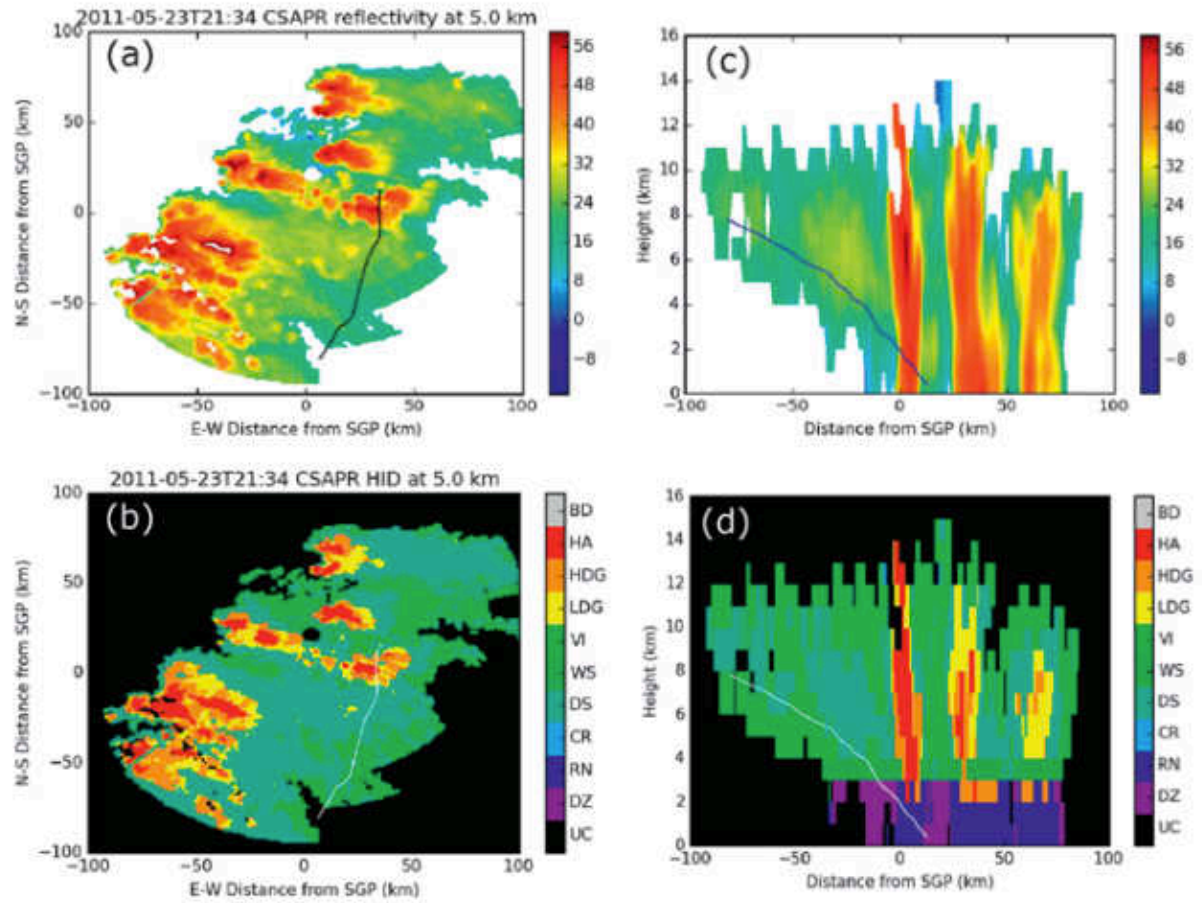 2011-05-23T21:34 CSAPR reflectivity at 5.0 km
(a)
N-S Distance from SGP (km)
100
50
0
−50
−100
−100 −50 0 50 100
E-W Distance from SGP (km)
56
48
40
32
24
16
8
0
−8
(c)
Height (km)
16
14
12
10
8
6
4
2
0
−100 −50 0 50 100
Distance from SGP (km)
56
48
40
32
24
16
8
0
−8
2011-05-23T21:34 CSAPR HID at 5.0 km
(b)
N-S Distance from SGP (km)
100
50
0
−50
−100
−100 −50 0 50 100
E-W Distance from SGP (km)
BD
HA
HDG
LDG
VI
WS
DS
CR
RN
DZ
UC
(d)
Height (km)
16
14
12
10
8
6
4
2
0
−100 −50 0 50 100
Distance from SGP (km)
BD
HA
HDG
LDG
VI
WS
DS
CR
RN
DZ
UC